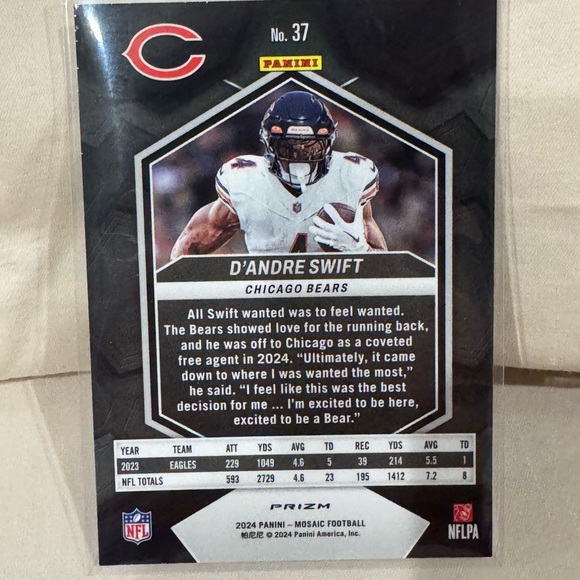 No. 37
PANINI
4
4
D'ANDRE SWIFT
CHICAGO BEARS
All Swift wanted was to feel wanted.
The Bears showed love for the running back,
and he was off to Chicago as a coveted
free agent in 2024. “Ultimately, it came
down to where I was wanted the most,”
he said. “I feel like this was the best
decision for me ... I'm excited to be here,
excited to be a Bear.”
YEAR TEAM ATT YDS AVG TD REC YDS AVG TD
2023 EAGLES 229 1049 4.6 5 39 214 5.5 1
NFL TOTALS 593 2729 4.6 23 195 1412 7.2 8
PRIZM
2024 PANINI – MOSAIC FOOTBALL
帕尼尼 © 2024 Panini America, Inc.
NFL
NFLPA